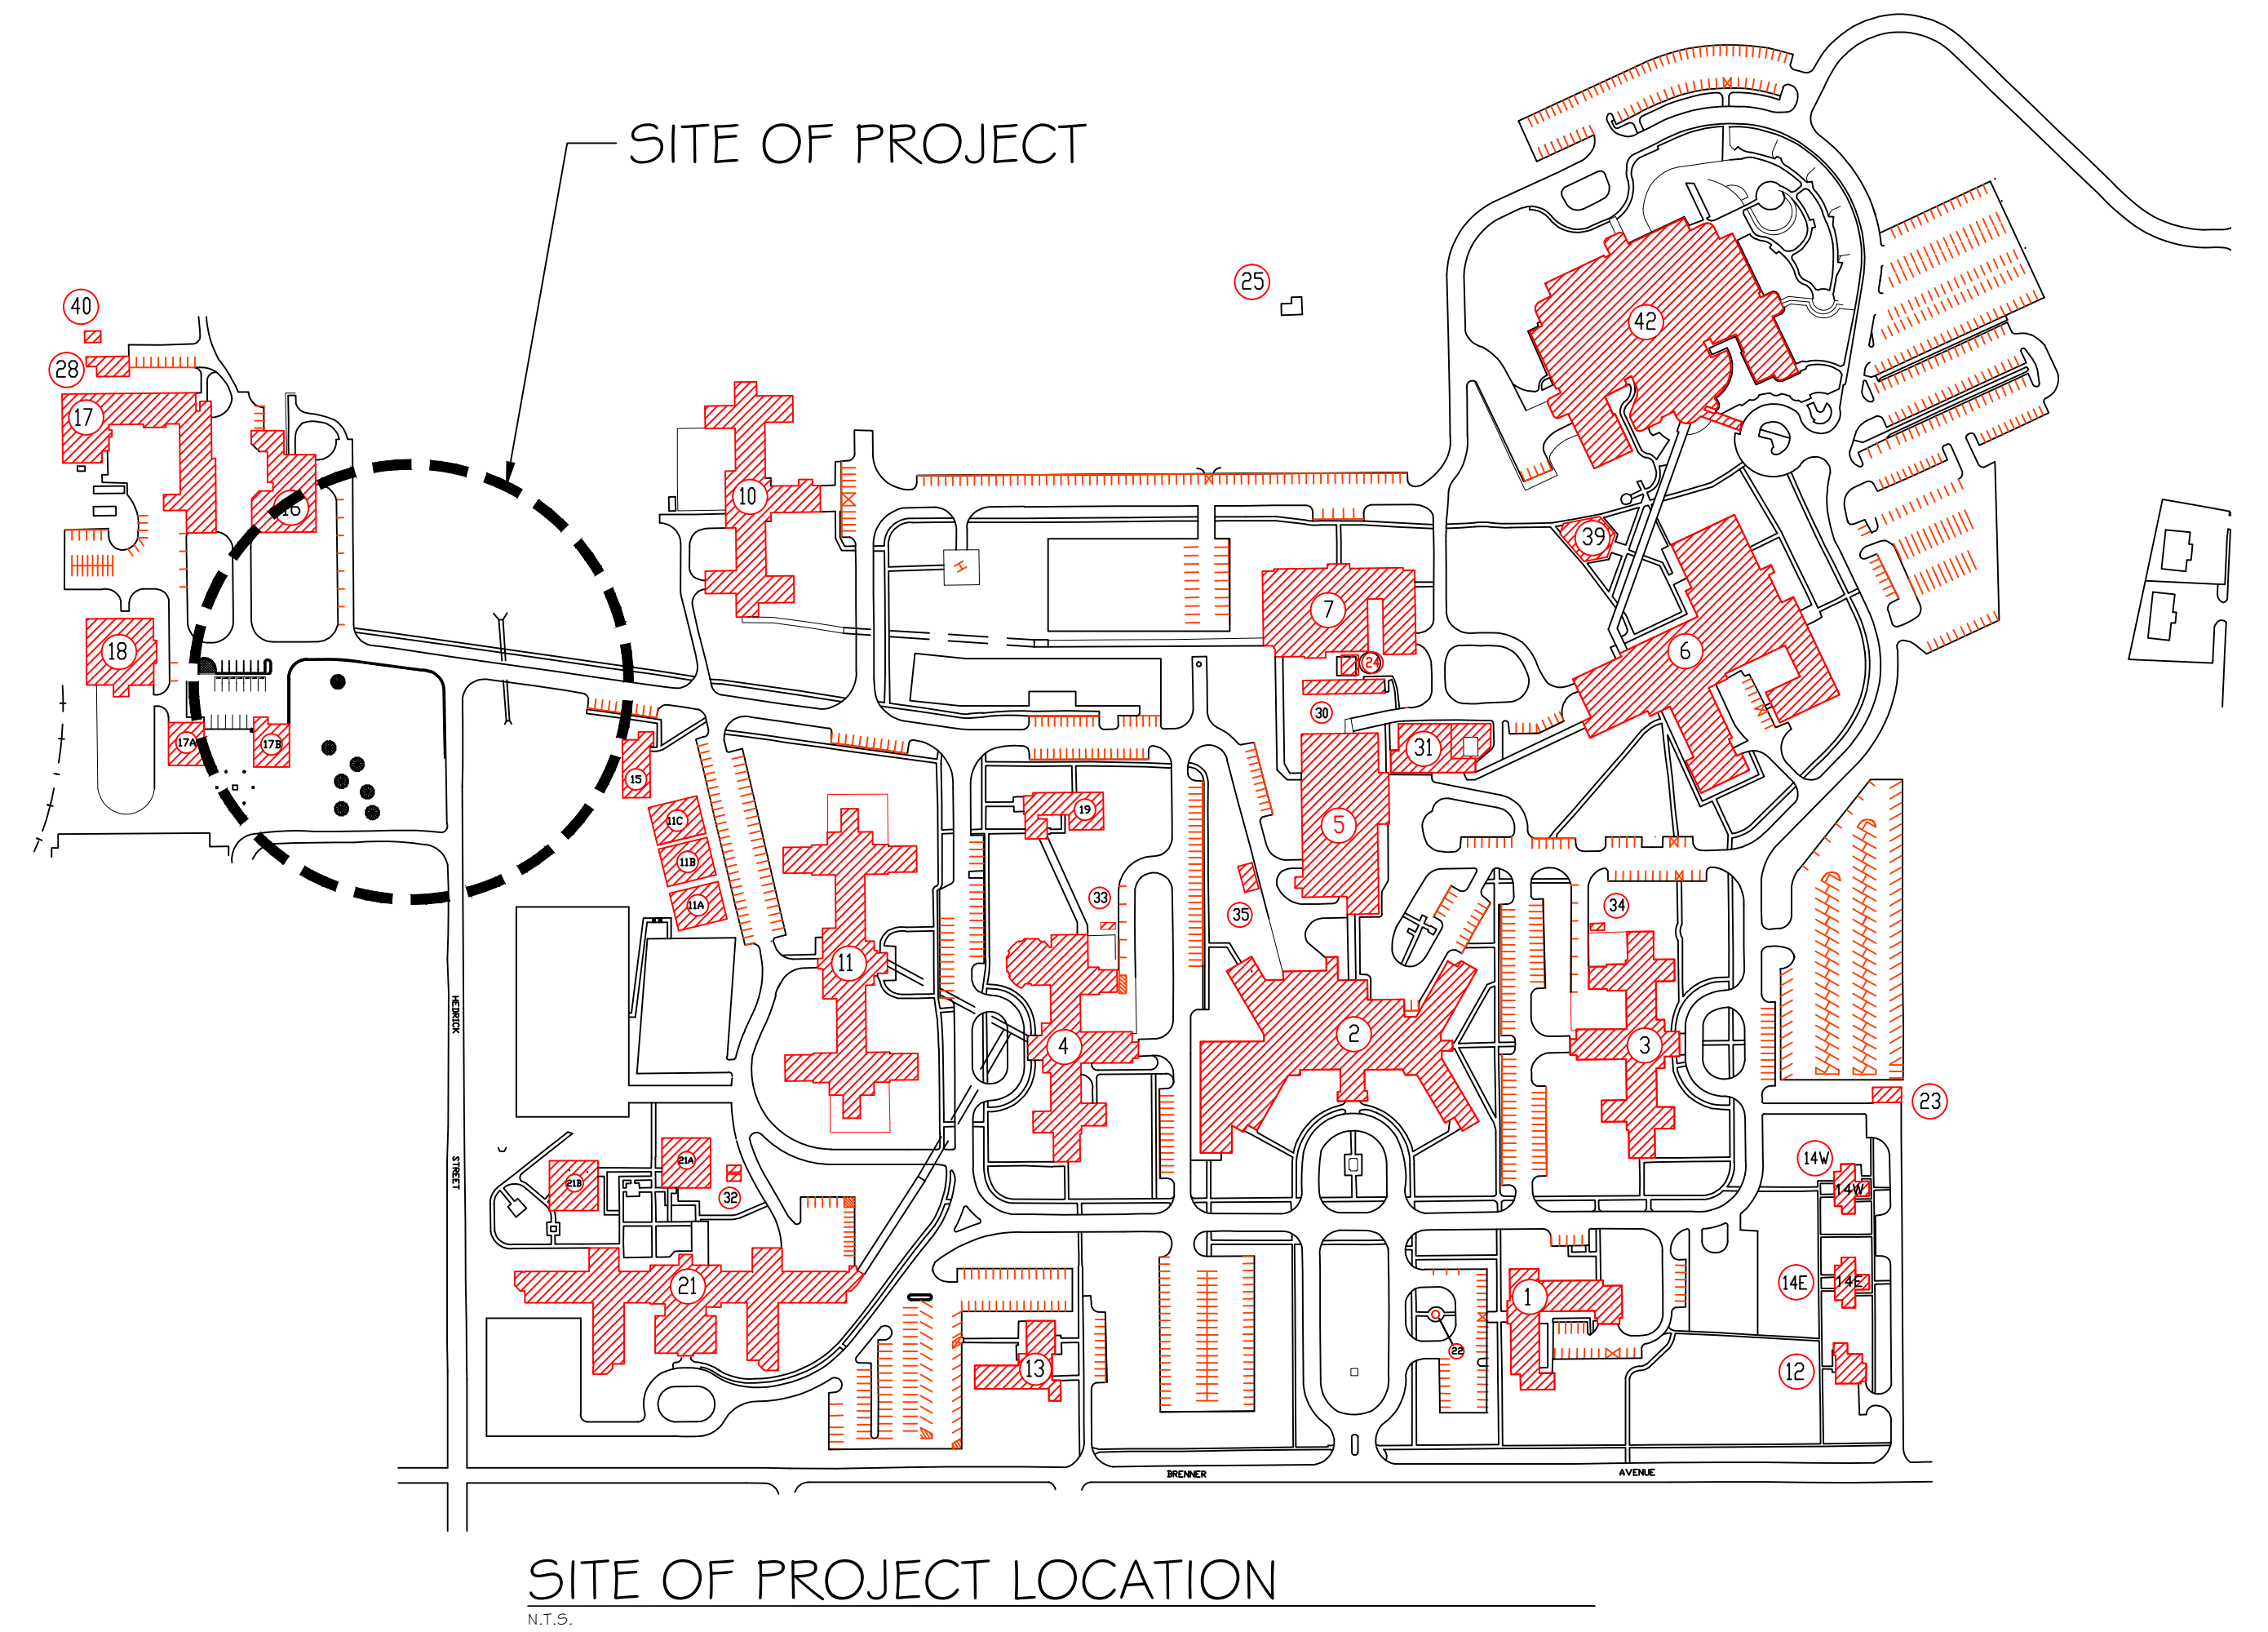 SITE OF PROJECT
25
40
42
28
17
10
16
39
H
7
6
18
24
30
17A
17B
31
15
19
11C
5
11B
33
34
11A
35
11
HEDRICK
2
4
3
23
14W
21A
21B
STREET
32
14W
14E
14E
21
1
22
13
12
BRENNER
AVENUE
SITE OF PROJECT LOCATION
N.T.S.